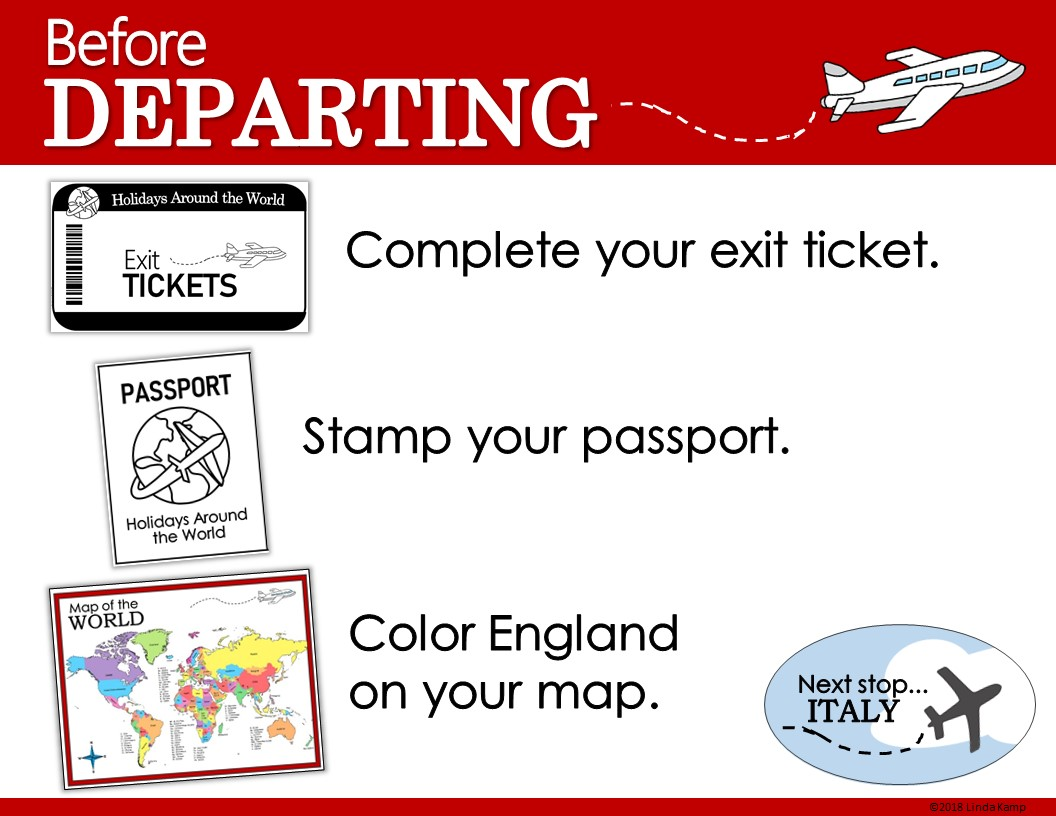 Before
DEPARTING
Holidays Around the World
Exit
TICKETS
Complete your exit ticket.
PASSPORT
Holidays Around
the World
Stamp your passport.
Map of the
WORLD
Color England
on your map.
Next stop...
ITALY
©2018 Linda Kamp